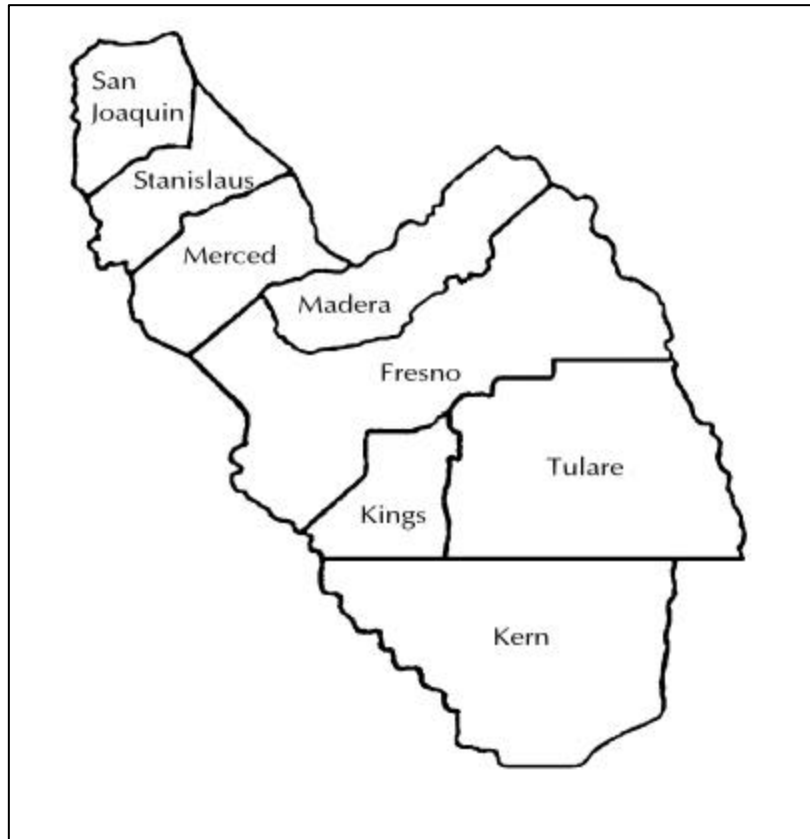 San
Joaquin
Stanislaus
Merced
Madera
Fresno
Tulare
Kings
Kern